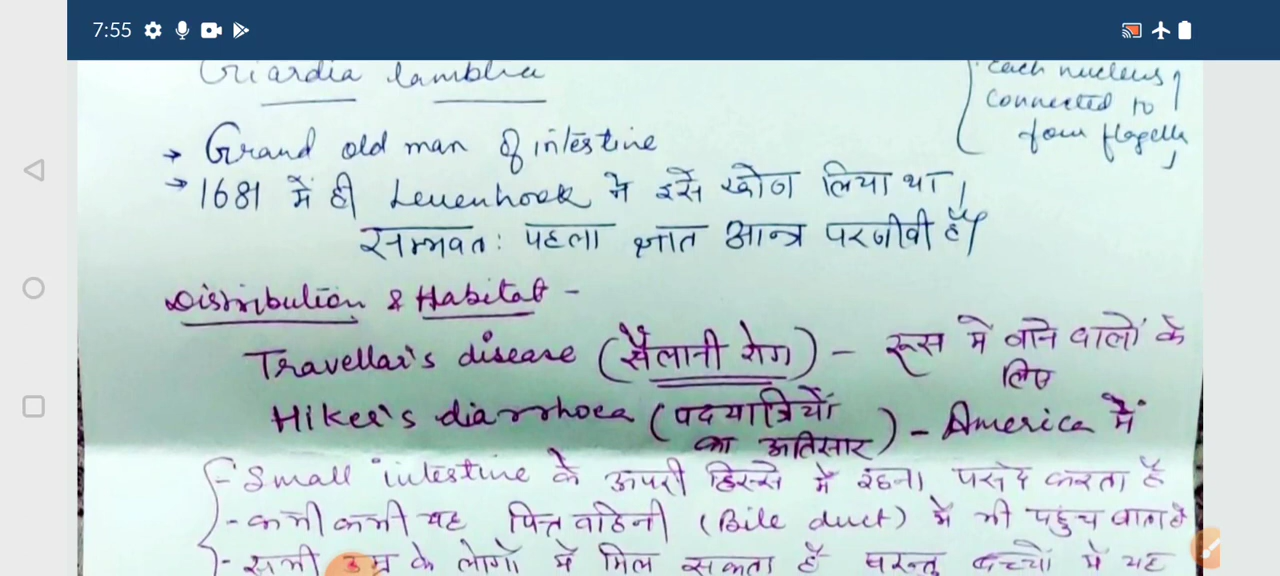 7:55
Giardia lamblia
each nucleus
connected to
four flagella
→ Grand old man of intestine
→ 1681 में ही Leuenhoek ने इसे खोज लिया था,
सम्भवतः पहला ज्ञात आन्त्र परजीवी है।
Distribution & Habitat -
Travellar's disease (सैलानी रोग) - रूस में जाने वालों के
लिए
Hiker's diarrhoea (पदयात्रियों
का अतिसार) - America में
- Small intestine के ऊपरी हिस्से में रहना पसंद करता है
- कभी कभी यह पित्त वाहिनी (Bile duct) में भी पहुंच जाता है
- सभी उम्र के लोगों में मिल सकता है परन्तु बच्चों में यह